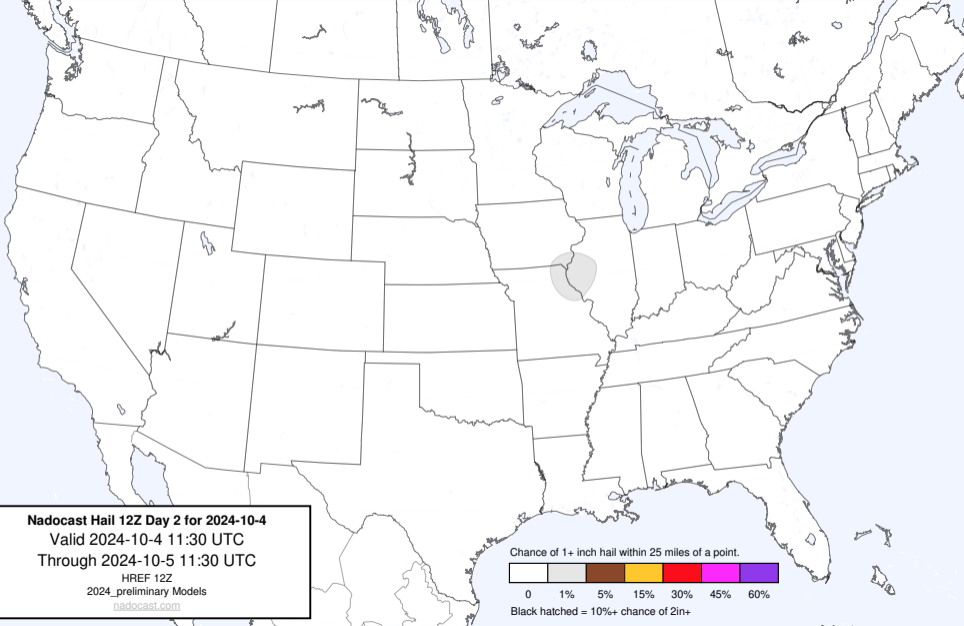 Nadocast Hail 12Z Day 2 for 2024-10-4
Valid 2024-10-4 11:30 UTC
Through 2024-10-5 11:30 UTC
HREF 12Z
2024_preliminary Models
nadocast.com
Chance of 1+ inch hail within 25 miles of a point.
0 1% 5% 15% 30% 45% 60%
Black hatched = 10%+ chance of 2in+